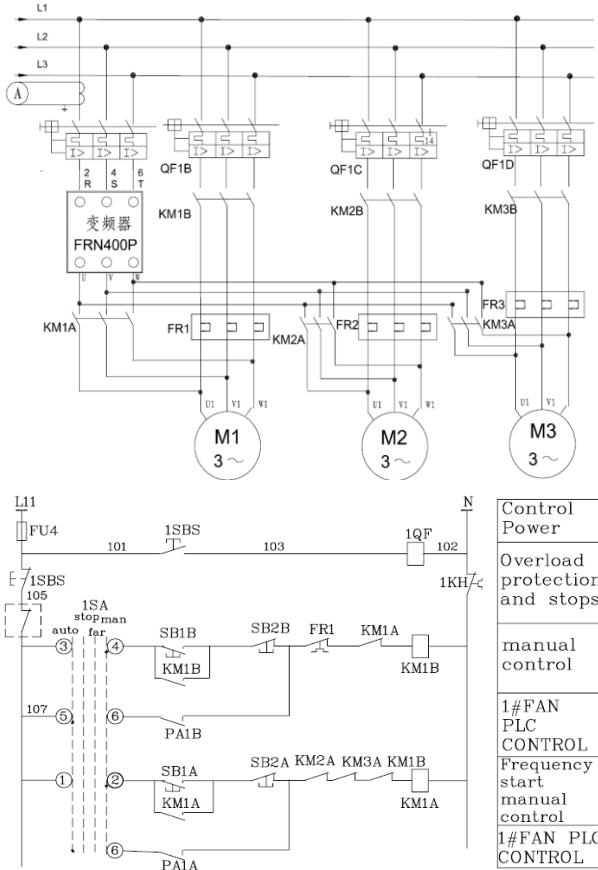 L1
L2
L3
A
I> I> I>
I> I> I>
I> I> I>
I> I> I>
14
QF1B
QF1C
QF1D
2 4 6
R S T
变频器
FRN400P
U V W
KM1B
KM2B
KM3B
KM1A
FR1
KM2A
FR2
FR3
KM3A
U1 V1 W1
U1 V1 W1
U1 V1
M1
3～
M2
3～
M3
3～
L11
N
FU4
101
1SBS
103
1QF
102
1SBS
105
1KH
1SA
stop man
auto far
3
4
SB1B
KM1B
SB2B
FR1
KM1A
KM1B
107
5
6
PA1B
1
2
SB1A
KM1A
SB2A
KM2A
KM3A
KM1B
KM1A
6
PA1A
Control
Power
Overload
protection
and stops
manual
control
1#FAN
PLC
CONTROL
Frequency
start
manual
control
1#FAN PLC
CONTROL